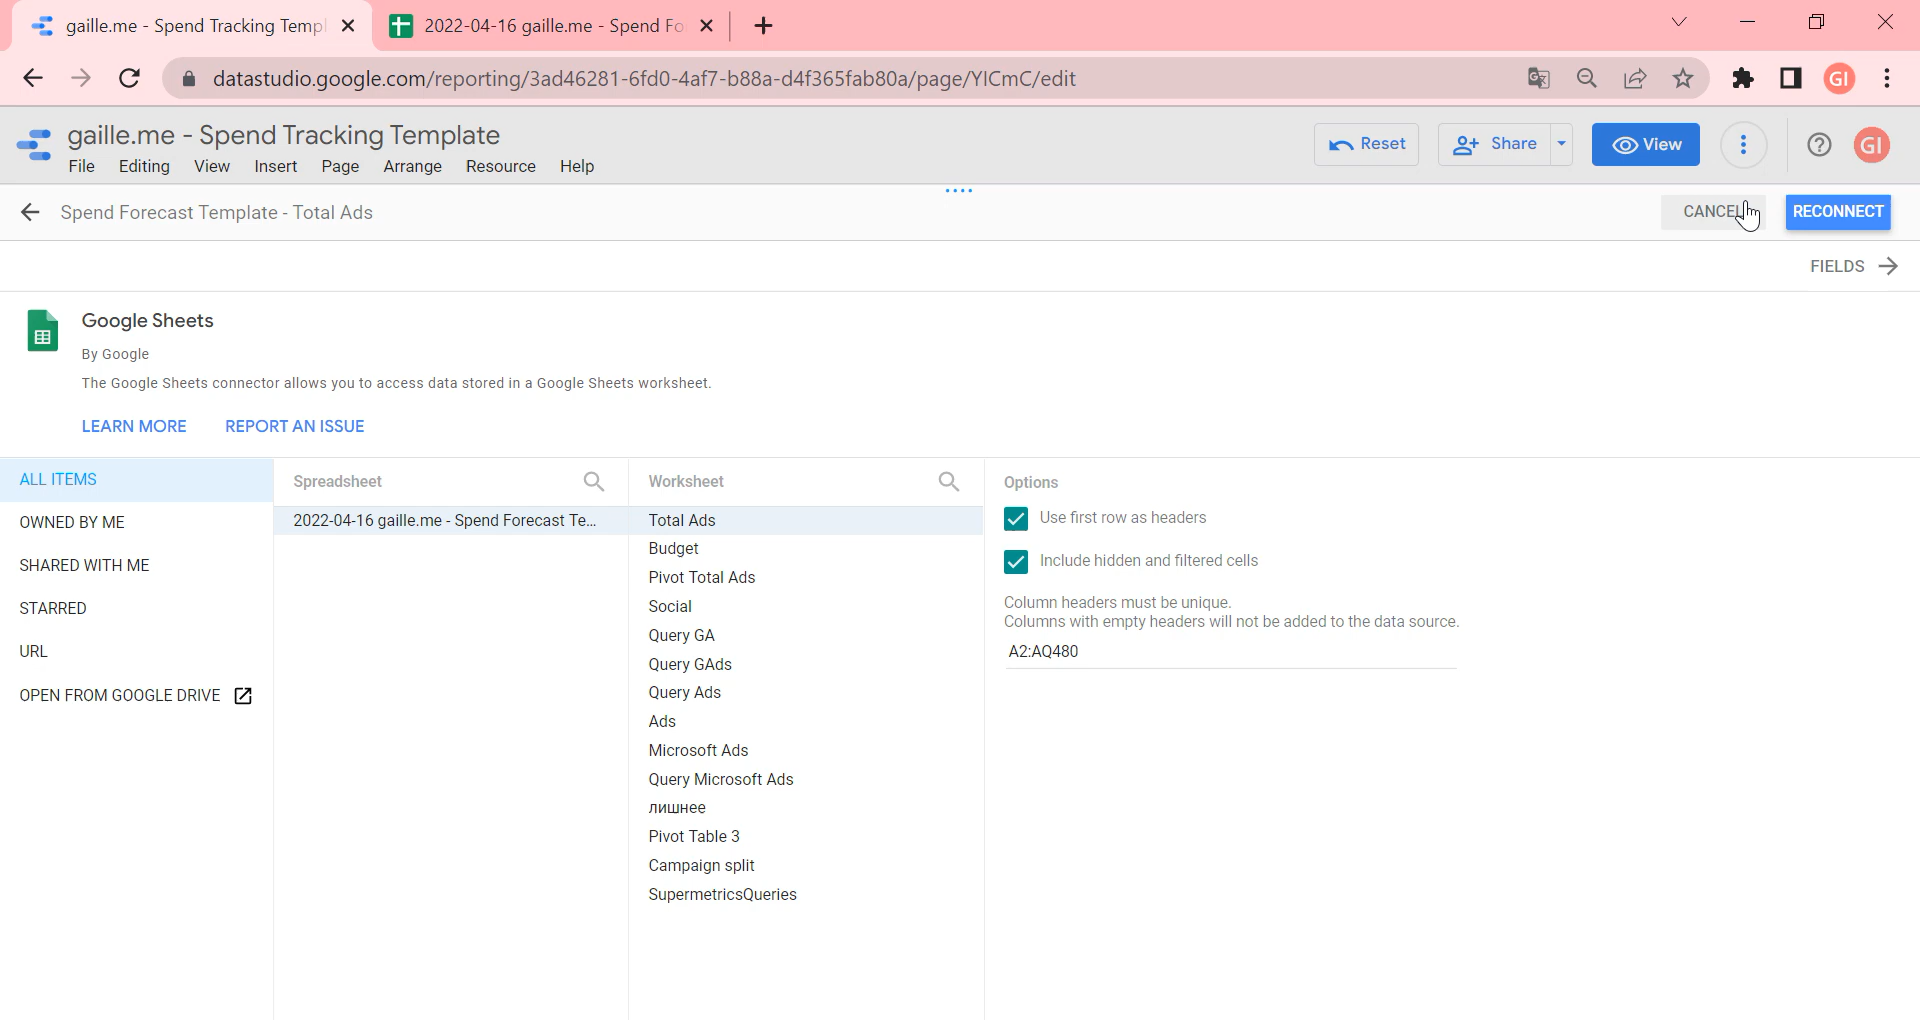 gaille.me - Spend Tracking Templ
2022-04-16 gaille.me - Spend Fo
datastudio.google.com/reporting/3ad46281-6fd0-4af7-b88a-d4f365fab80a/page/YICmC/edit
GI
gaille.me - Spend Tracking Template
File Editing View Insert Page Arrange Resource Help
Reset Share View GI
Spend Forecast Template - Total Ads
CANCEL RECONNECT
FIELDS
Google Sheets
By Google
The Google Sheets connector allows you to access data stored in a Google Sheets worksheet.
LEARN MORE REPORT AN ISSUE
ALL ITEMS
OWNED BY ME
SHARED WITH ME
STARRED
URL
OPEN FROM GOOGLE DRIVE
Spreadsheet
2022-04-16 gaille.me - Spend Forecast Te...
Worksheet
Total Ads
Budget
Pivot Total Ads
Social
Query GA
Query GAds
Query Ads
Ads
Microsoft Ads
Query Microsoft Ads
лишнее
Pivot Table 3
Campaign split
SupermetricsQueries
Options
Use first row as headers
Include hidden and filtered cells
Column headers must be unique.
Columns with empty headers will not be added to the data source.
A2:AQ480